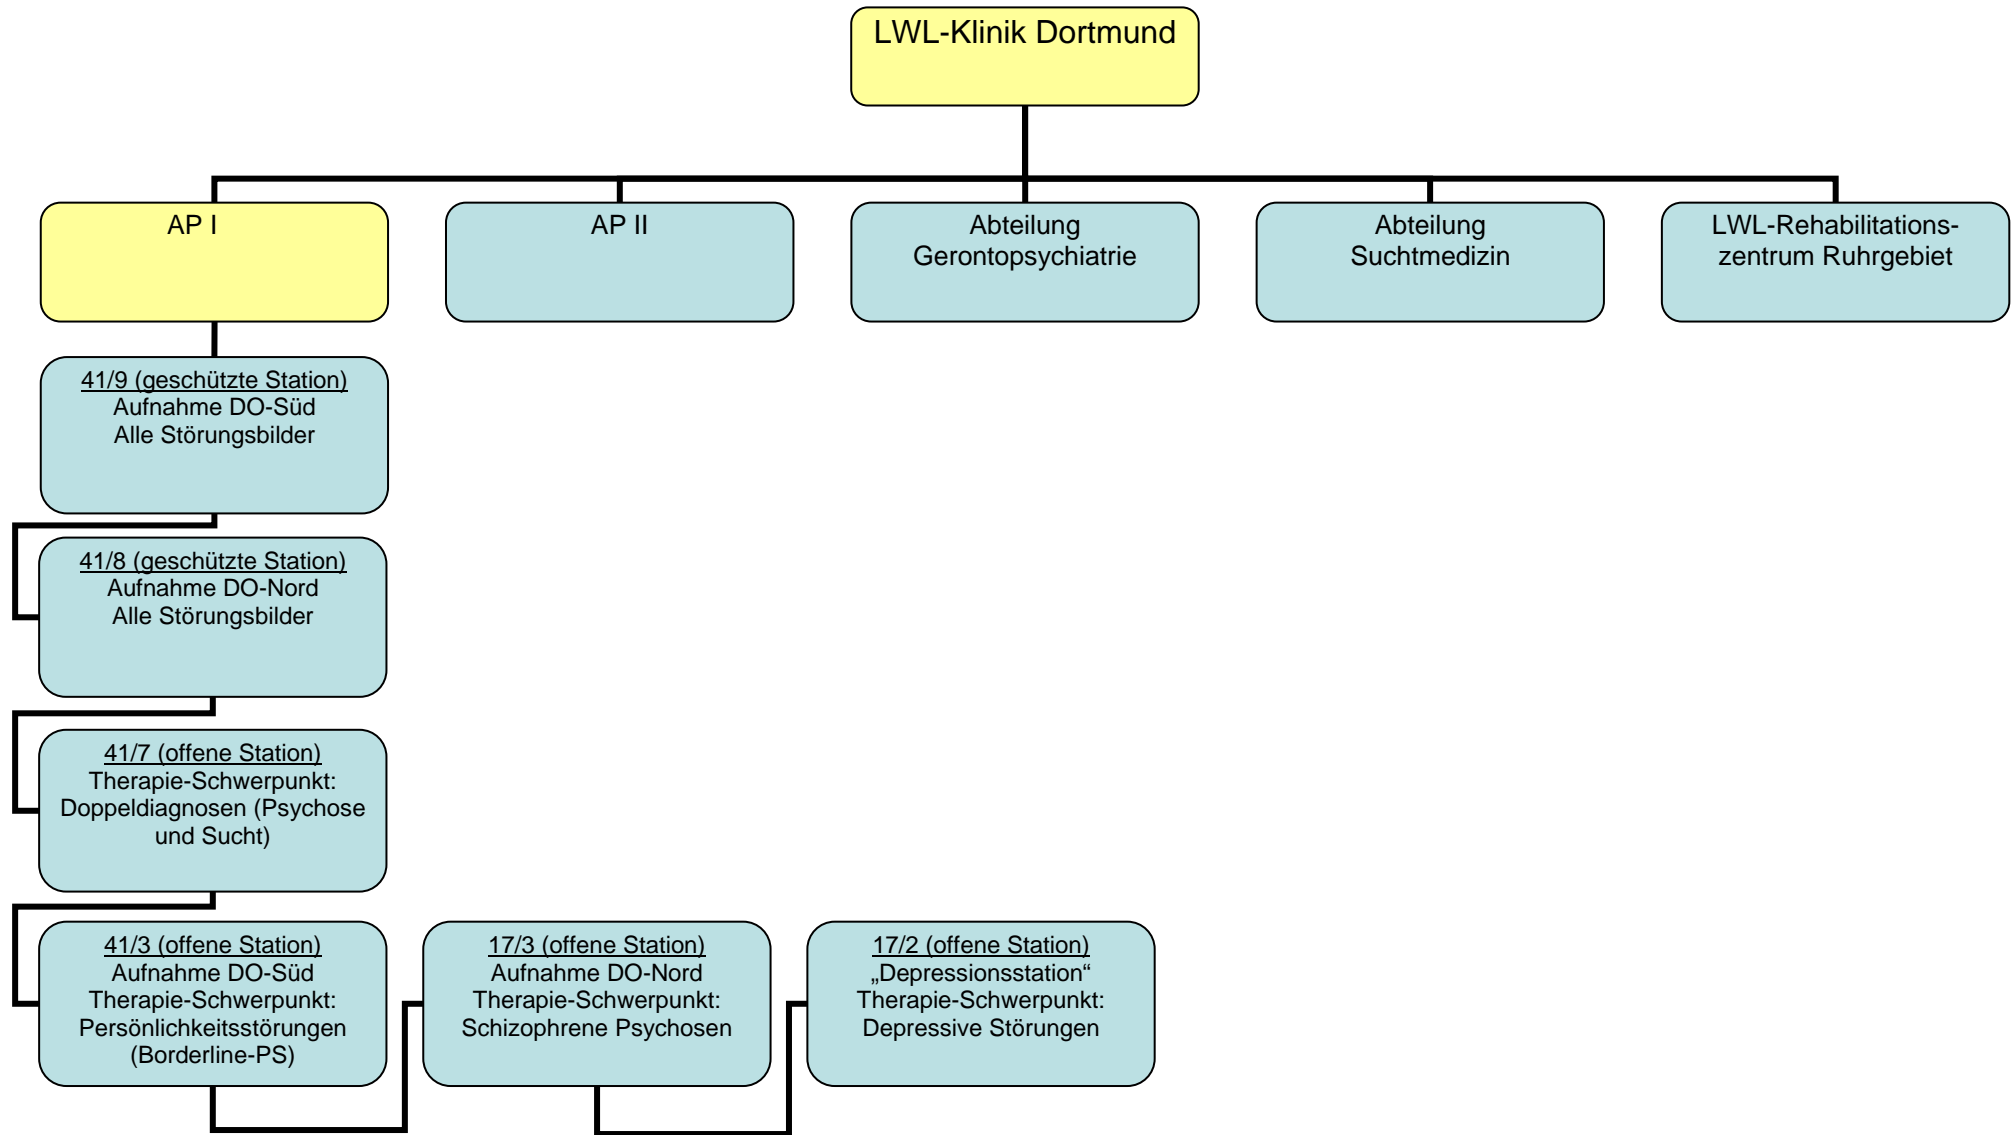 LWL-Klinik Dortmund
AP I
AP II
Abteilung
Gerontopsychiatrie
Abteilung
Suchtmedizin
LWL-Rehabilitations-
zentrum Ruhrgebiet
41/9 (geschützte Station)
Aufnahme DO-Süd
Alle Störungsbilder
41/8 (geschützte Station)
Aufnahme DO-Nord
Alle Störungsbilder
41/7 (offene Station)
Therapie-Schwerpunkt:
Doppeldiagnosen (Psychose
und Sucht)
41/3 (offene Station)
Aufnahme DO-Süd
Therapie-Schwerpunkt:
Persönlichkeitsstörungen
(Borderline-PS)
17/3 (offene Station)
Aufnahme DO-Nord
Therapie-Schwerpunkt:
Schizophrene Psychosen
17/2 (offene Station)
„Depressionsstation“
Therapie-Schwerpunkt:
Depressive Störungen